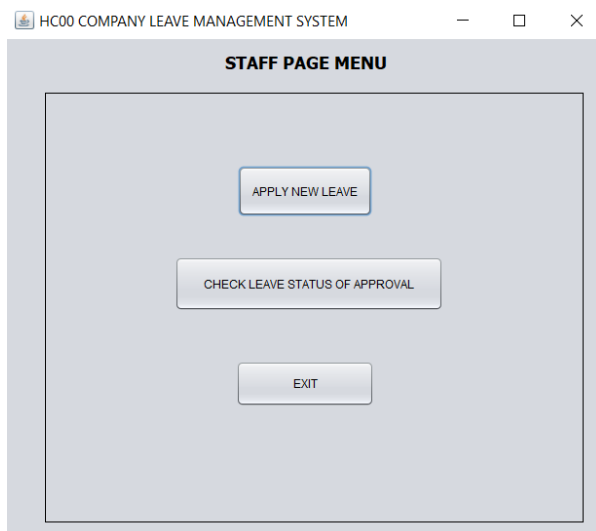 HC00 COMPANY LEAVE MANAGEMENT SYSTEM
STAFF PAGE MENU
APPLY NEW LEAVE
CHECK LEAVE STATUS OF APPROVAL
EXIT